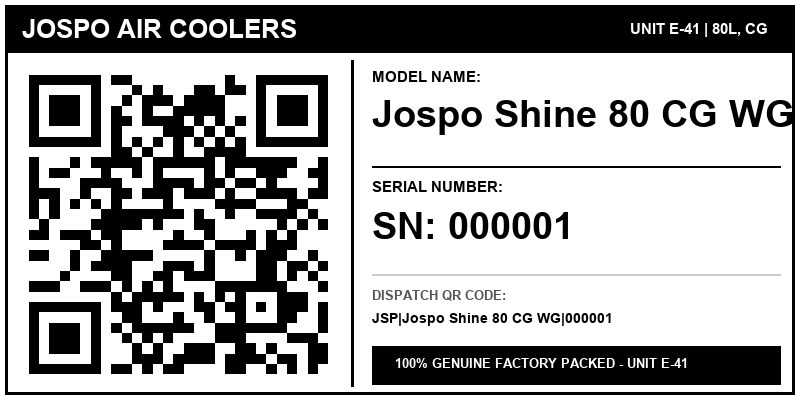 JOSPO AIR COOLERS
UNIT E-41 | 80L, CG
MODEL NAME:
Jospo Shine 80 CG WG
SERIAL NUMBER:
SN: 000001
DISPATCH QR CODE:
JSP|Jospo Shine 80 CG WG|000001
100% GENUINE FACTORY PACKED - UNIT E-41